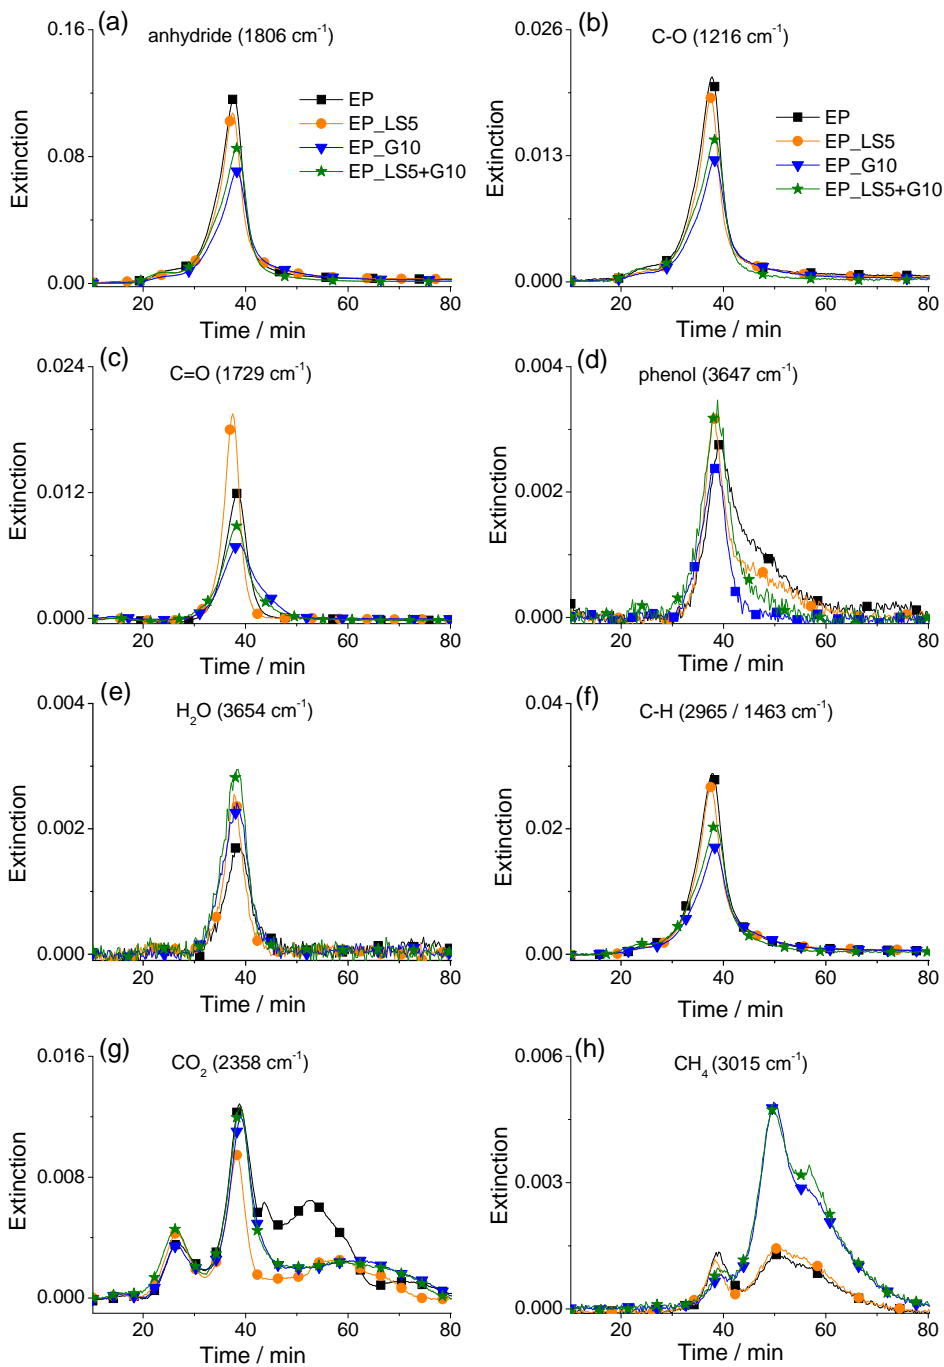 (a)
anhydride (1806 cm⁻¹)
EP
EP_LS5
EP_G10
EP_LS5+G10
Extinction
0.16
0.08
0.00
20 40 60 80
Time / min
(b)
C-O (1216 cm⁻¹)
EP
EP_LS5
EP_G10
EP_LS5+G10
Extinction
0.026
0.013
0.000
20 40 60 80
Time / min
(c)
C=O (1729 cm⁻¹)
Extinction
0.024
0.012
0.000
20 40 60 80
Time / min
(d)
phenol (3647 cm⁻¹)
Extinction
0.004
0.002
0.000
20 40 60 80
Time / min
(e)
H₂O (3654 cm⁻¹)
Extinction
0.004
0.002
0.000
20 40 60 80
Time / min
(f)
C-H (2965 / 1463 cm⁻¹)
Extinction
0.04
0.02
0.00
20 40 60 80
Time / min
(g)
CO₂ (2358 cm⁻¹)
Extinction
0.016
0.008
0.000
20 40 60 80
Time / min
(h)
CH₄ (3015 cm⁻¹)
Extinction
0.006
0.003
0.000
20 40 60 80
Time / min